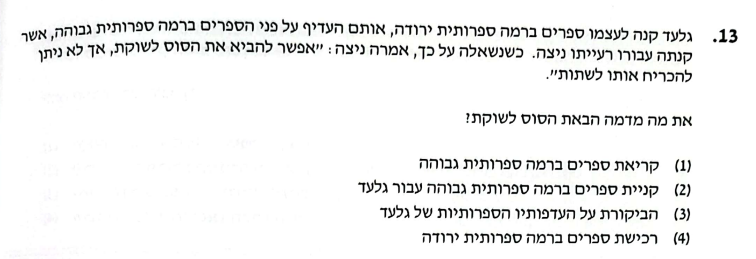 13. גלעד קנה לעצמו ספרים ברמה ספרותית ירודה, אותם העדיף על פני הספרים ברמה ספרותית גבוהה, אשר
קנתה עבורו רעייתו ניצה. כשנשאלה על כך, אמרה ניצה: "אפשר להביא את הסוס לשוקת, אך לא ניתן
להכריח אותו לשתות".
את מה מדמה הבאת הסוס לשוקת?
(1) קריאת ספרים ברמה ספרותית גבוהה
(2) קניית ספרים ברמה ספרותית גבוהה עבור גלעד
(3) הביקורת על העדפותיו הספרותיות של גלעד
(4) רכישת ספרים ברמה ספרותית ירודה